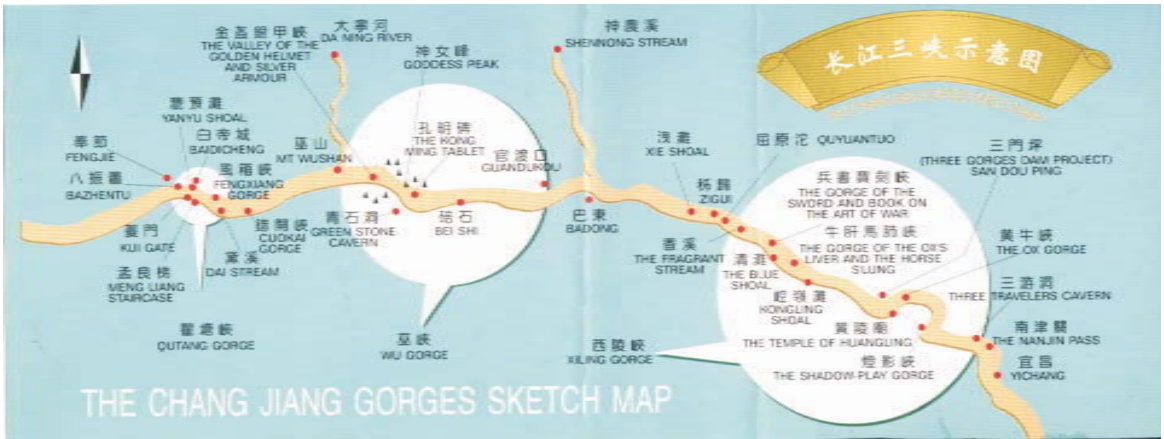 长江三峡示意图
金盔銀甲峽
THE VALLEY OF THE
GOLDEN HELMET
AND SILVER
ARMOUR
大寧河
DA NING RIVER
神女峰
GODDESS PEAK
神農溪
SHENNONG STREAM
灩預灘
YANYU SHOAL
白帝城
BAIDICHENG
奉節
FENGJIE
風箱峽
FENGXIANG
GORGE
BAZHENTU
巫山
MT WUSHAN
孔明碑
THE KONG
MING TABLET
官渡口
GUANDUKOU
洩灘
XIE SHOAL
屈原沱 QUYUANTUO
三門坪
(THREE GORGES DAM PROJECT)
SAN DOU PING
秭歸
ZIGUI
兵書寶劍峽
THE GORGE OF THE
SWORD AND BOOK ON
THE ART OF WAR
夔門
KUI GATE
錯開峽
CUOKAI
GORGE
黛溪
DAI STREAM
孟良梯
MENG LIANG
STAIRCASE
青石洞
GREEN STONE
CAVERN
碚石
BEI SHI
巴東
BADONG
香溪
THE FRAGRANT
STREAM
清灘
THE BLUE
SHOAL
牛肝馬肺峽
THE GORGE OF THE OX'S
LIVER AND THE HORSE
S LUNG
黄牛峽
THE OX GORGE
崆嶺灘
KONGLING
SHOAL
三游洞
THREE TRAVELERS CAVERN
黃陵廟
THE TEMPLE OF HUANGLING
南津關
THE NANJIN PASS
燈影峽
THE SHADOW-PLAY GORGE
宜昌
YICHANG
瞿塘峽
QUTANG GORGE
巫峽
WU GORGE
西陵峽
XILING GORGE
THE CHANG JIANG GORGES SKETCH MAP